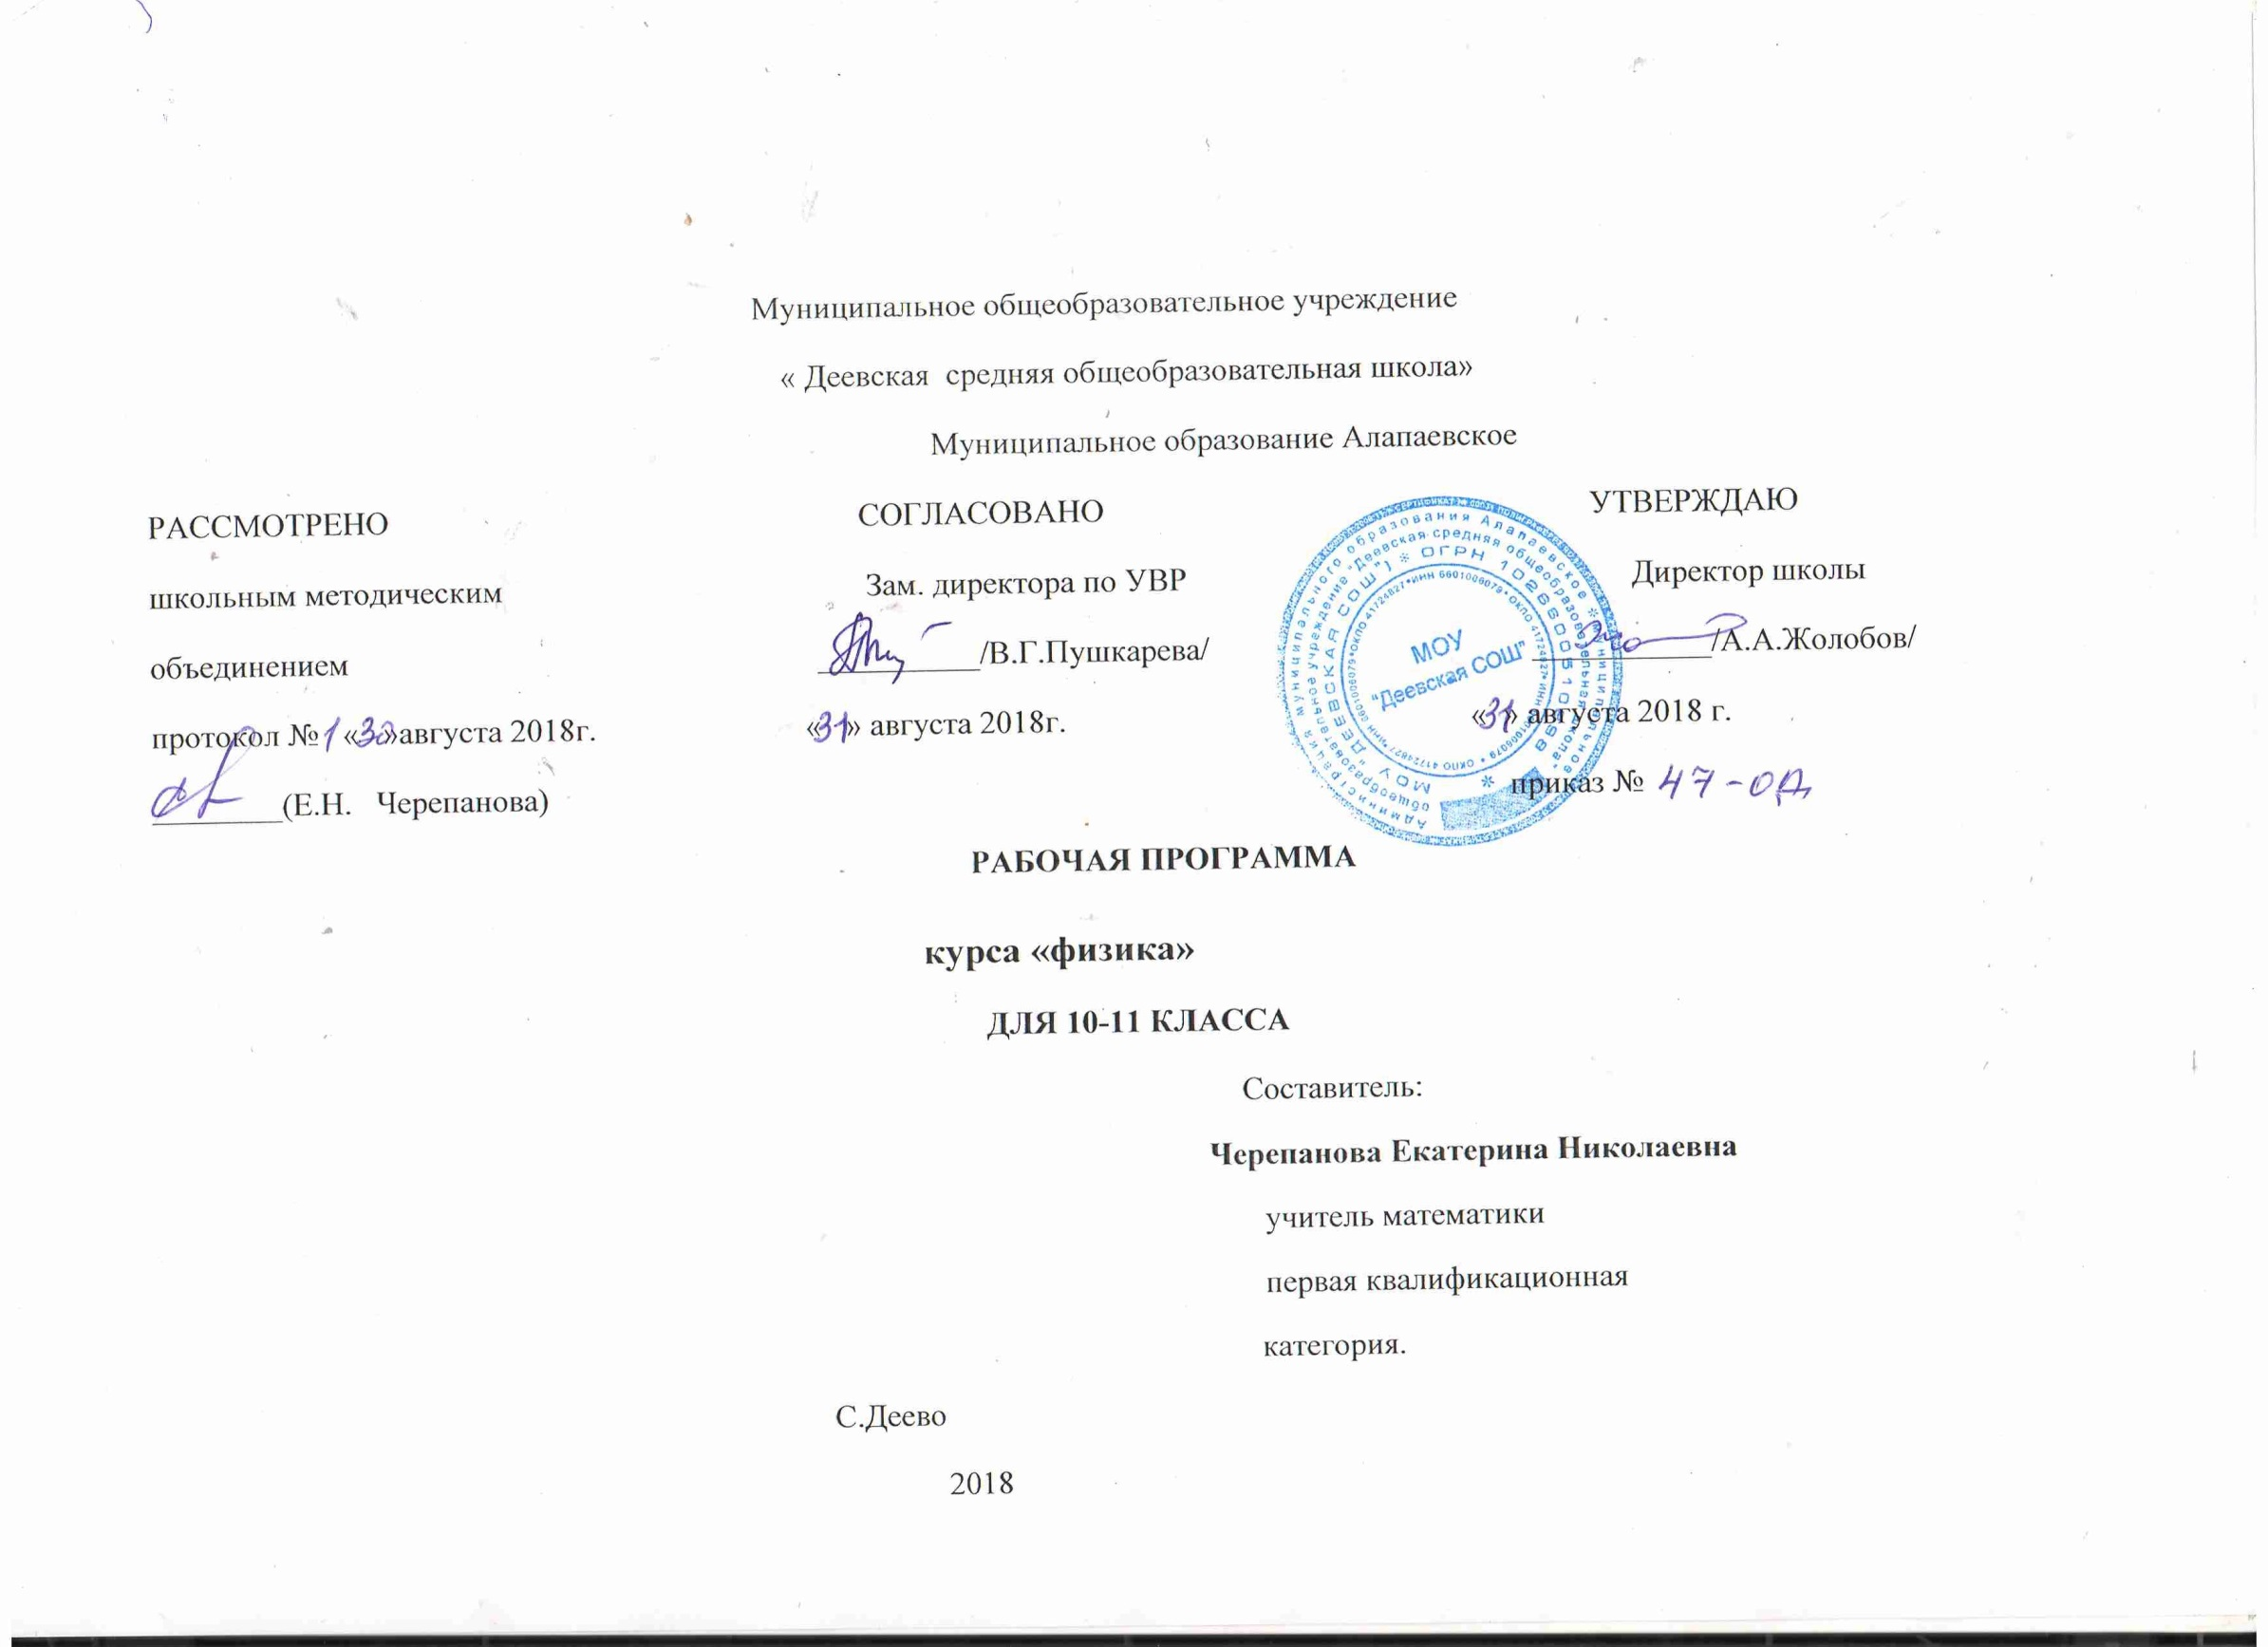 Муниципальное общеобразовательное учреждение
« Деевская средняя общеобразовательная школа»
Муниципальное образование Алапаевское
РАССМОТРЕНО
школьным методическим
объединением
протокол №1 «30»августа 2018г.
(Е.Н. Черепанова)
СОГЛАСОВАНО
Зам. директора по УВР
/В.Г.Пушкарева/
«31» августа 2018г.
УТВЕРЖДАЮ
Директор школы
/А.А.Жолобов/
«31» августа 2018 г.
приказ № 47-од
МОУ
"Деевская СОШ"
РАБОЧАЯ ПРОГРАММА
курса «физика»
ДЛЯ 10-11 КЛАССА
Составитель:
Черепанова Екатерина Николаевна
учитель математики
первая квалификационная
категория.
С.Деево
2018